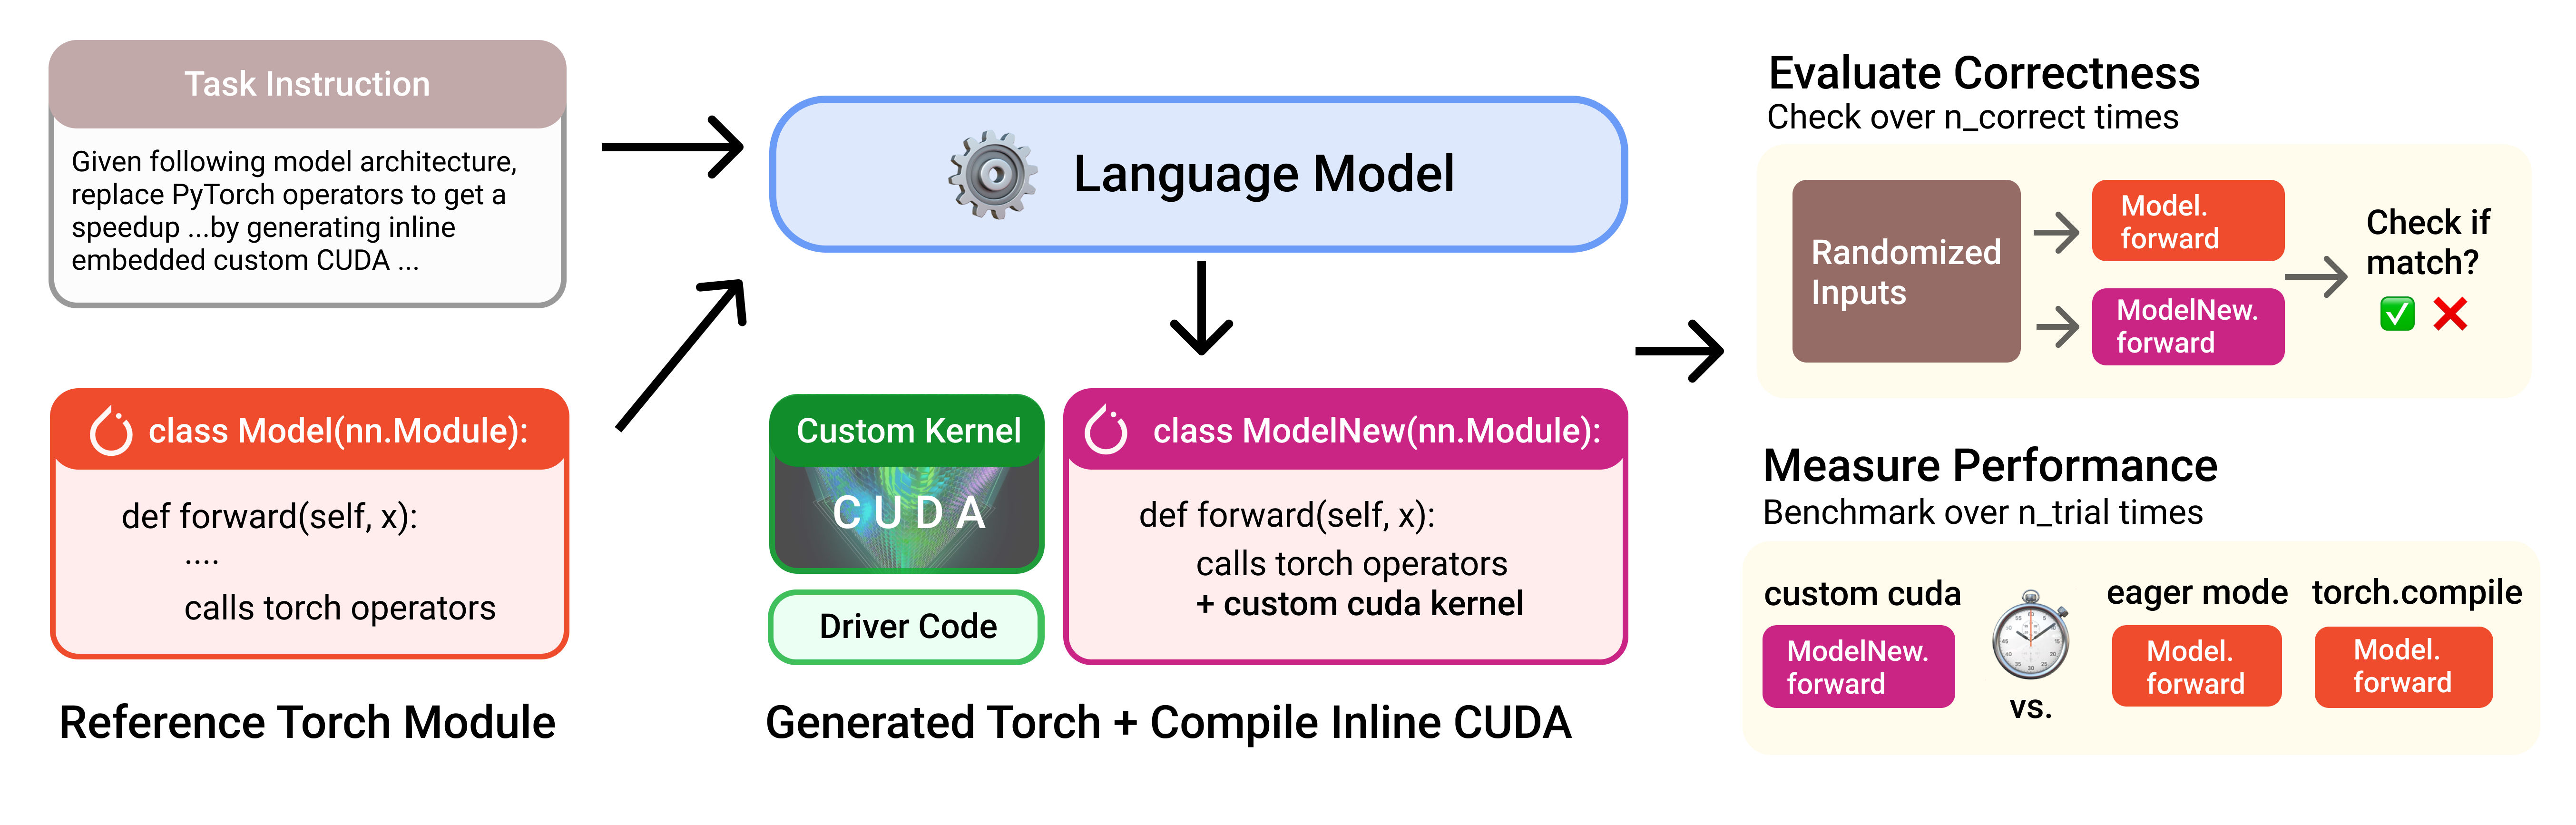 Task Instruction
Given following model architecture,
replace PyTorch operators to get a
speedup ...by generating inline
embedded custom CUDA ...
class Model(nn.Module):
def forward(self, x):
....
calls torch operators
Reference Torch Module
Language Model
Custom Kernel
CUDA
Driver Code
class ModelNew(nn.Module):
def forward(self, x):
calls torch operators
+ custom cuda kernel
Generated Torch + Compile Inline CUDA
Evaluate Correctness
Check over n_correct times
Randomized
Inputs
Model.
forward
ModelNew.
forward
Check if
match?
Measure Performance
Benchmark over n_trial times
custom cuda
ModelNew.
forward
vs.
eager mode
Model.
forward
torch.compile
Model.
forward